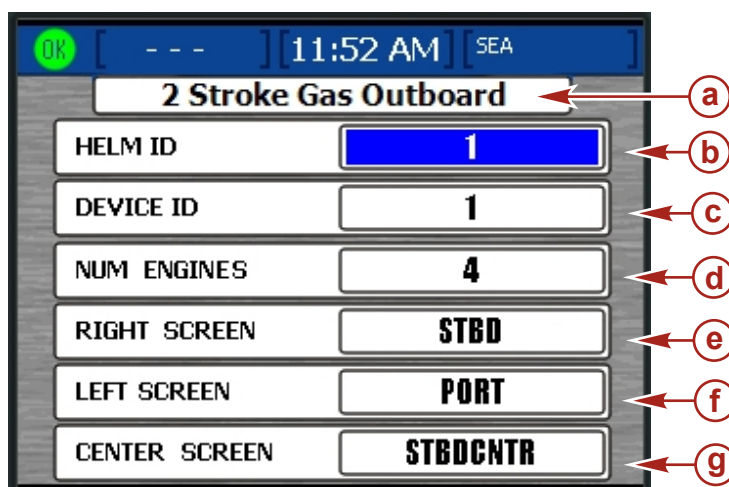 OK [ - - - ] [11:52 AM] [SEA ]
2 Stroke Gas Outboard a
HELM ID 1 b
DEVICE ID 1 c
NUM ENGINES 4 d
RIGHT SCREEN STBD e
LEFT SCREEN PORT f
CENTER SCREEN STBDCNTR g